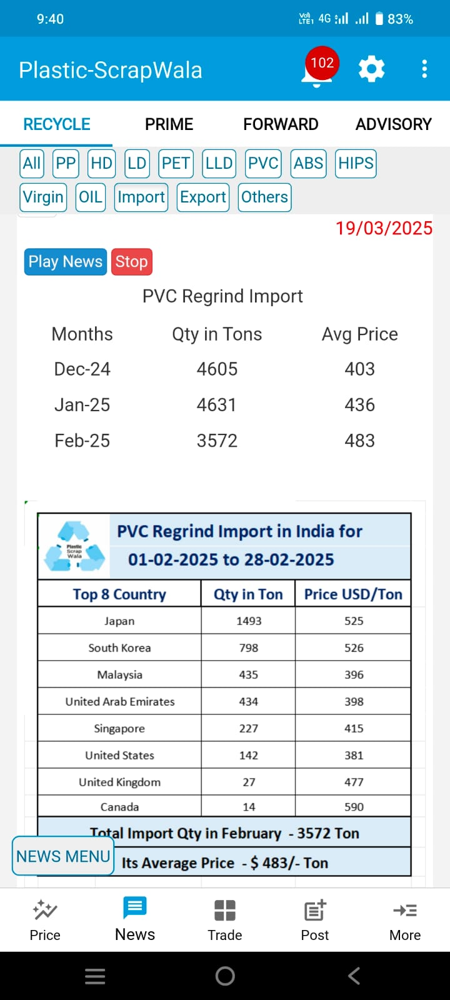 9:40 VoLTE1 4G 83%
Plastic-ScrapWala 102
RECYCLE PRIME FORWARD ADVISORY
All PP HD LD PET LLD PVC ABS HIPS
Virgin OIL Import Export Others
19/03/2025
Play News Stop
PVC Regrind Import
Months Qty in Tons Avg Price
Dec-24 4605 403
Jan-25 4631 436
Feb-25 3572 483
Plastic
Scrap
Wala
PVC Regrind Import in India for
01-02-2025 to 28-02-2025
Top 8 Country Qty in Ton Price USD/Ton
Japan 1493 525
South Korea 798 526
Malaysia 435 396
United Arab Emirates 434 398
Singapore 227 415
United States 142 381
United Kingdom 27 477
Canada 14 590
Total Import Qty in February - 3572 Ton
NEWS MENU
Its Average Price - $ 483/- Ton
Price News Trade Post More